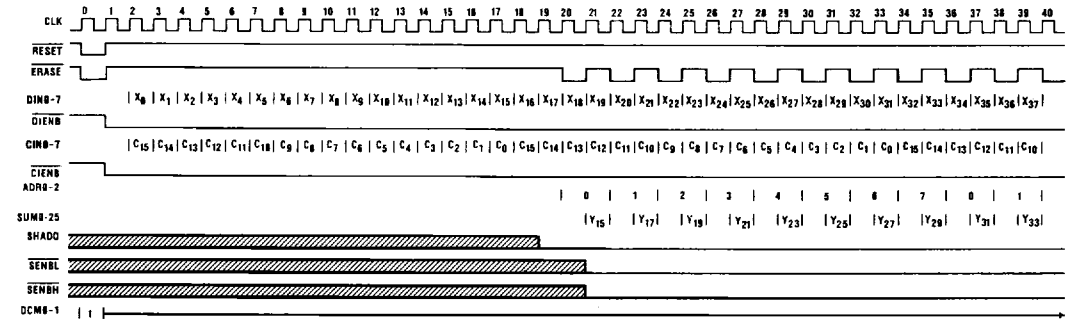 0 1 2 3 4 5 6 7 8 9 10 11 12 13 14 15 16 17 18 19 20 21 22 23 24 25 26 27 28 29 30 31 32 33 34 35 36 37 38 39 40
CLK
RESET
ERASE
DIN0-7 | X0 | X1 | X2 | X3 | X4 | X5 | X6 | X7 | X8 | X9 | X10 | X11 | X12 | X13 | X14 | X15 | X16 | X17 | X18 | X19 | X20 | X21 | X22 | X23 | X24 | X25 | X26 | X27 | X28 | X29 | X30 | X31 | X32 | X33 | X34 | X35 | X36 | X37 |
DIENB
CIN0-7 | C15 | C14 | C13 | C12 | C11 | C10 | C9 | C8 | C7 | C6 | C5 | C4 | C3 | C2 | C1 | C0 | C15 | C14 | C13 | C12 | C11 | C10 | C9 | C8 | C7 | C6 | C5 | C4 | C3 | C2 | C1 | C0 | C15 | C14 | C13 | C12 | C11 | C10 |
CIENB
ADR0-2 | 0 | 1 | 2 | 3 | 4 | 5 | 6 | 7 | 0 | 1 |
SUM0-25 | Y15 | | Y17 | | Y19 | | Y21 | | Y23 | | Y25 | | Y27 | | Y29 | | Y31 | | Y33 |
SHADD
SENBL
SENBH
DCM0-1 | 1 |